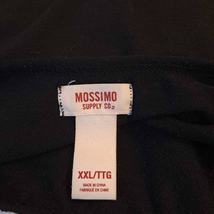 MOSSIMO
SUPPLY CO.
XXL/TTG
MADE IN CHINA
FABRIQUÉ EN CHINE